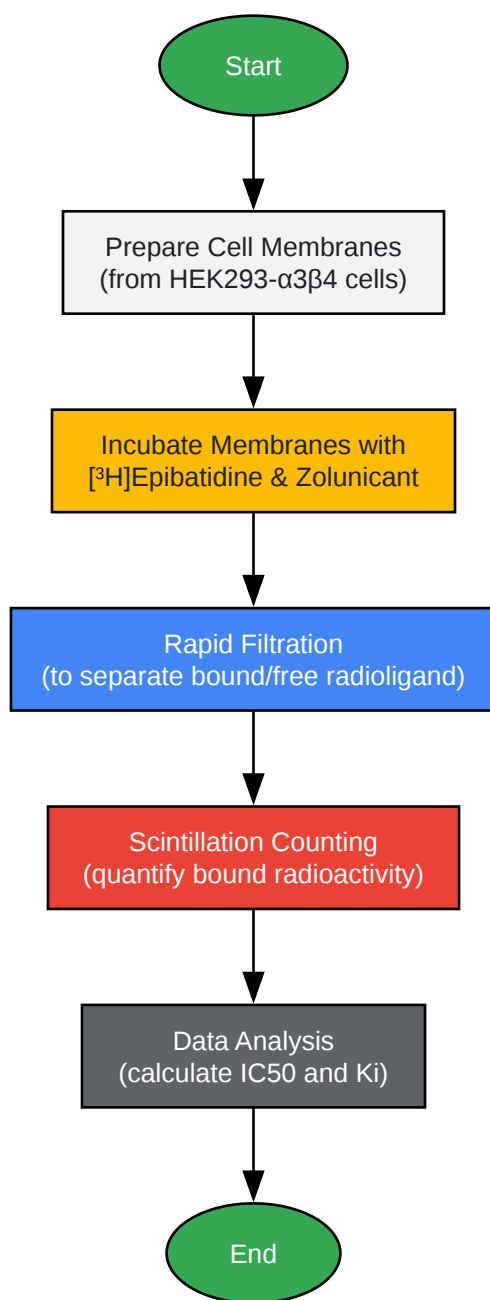 Start
Prepare Cell Membranes
(from HEK293-α3β4 cells)
Incubate Membranes with
[³H]Epibatidine & Zolunicant
Rapid Filtration
(to separate bound/free radioligand)
Scintillation Counting
(quantify bound radioactivity)
Data Analysis
(calculate IC50 and Ki)
End